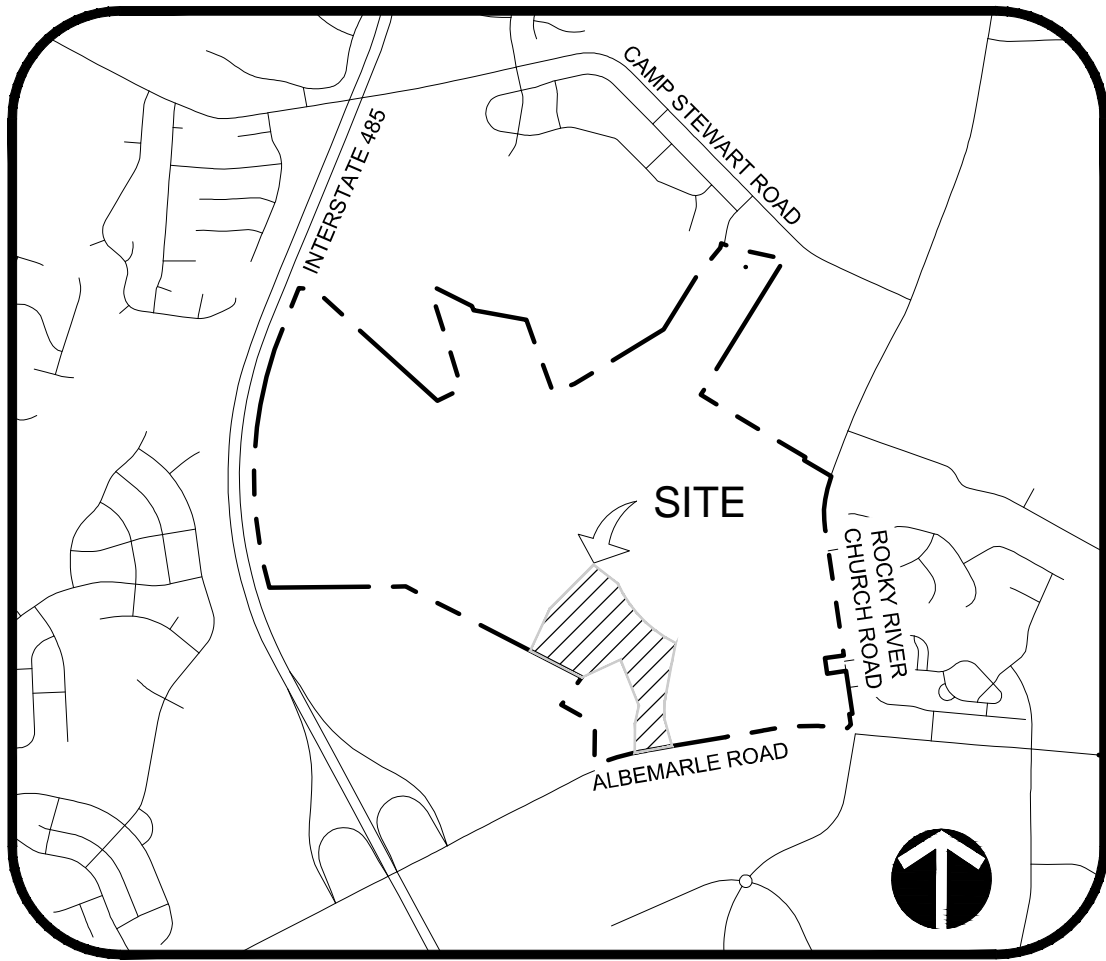 CAMP STEWART ROAD
INTERSTATE 485
SITE
ROCKY RIVER
CHURCH ROAD
ALBEMARLE ROAD